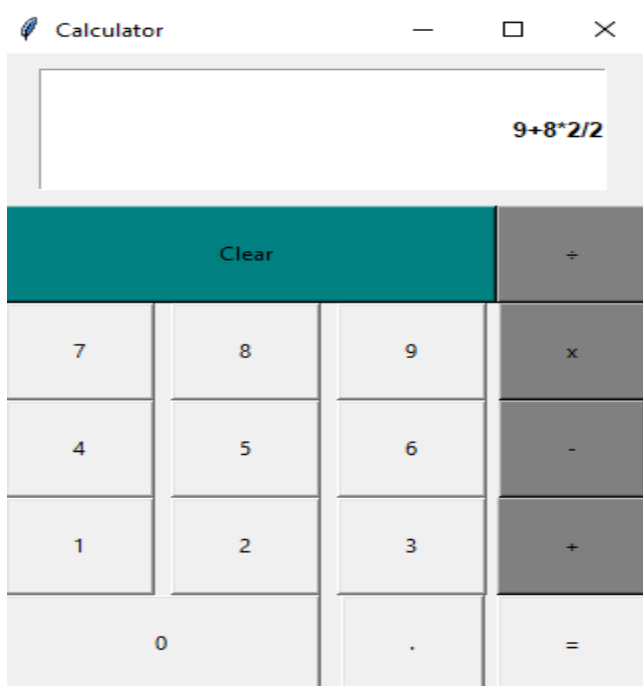 Calculator
9+8*2/2
Clear ÷
7 8 9 x
4 5 6 -
1 2 3 +
0 . =